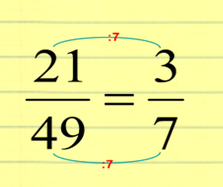 :7
21/49 = 3/7
:7